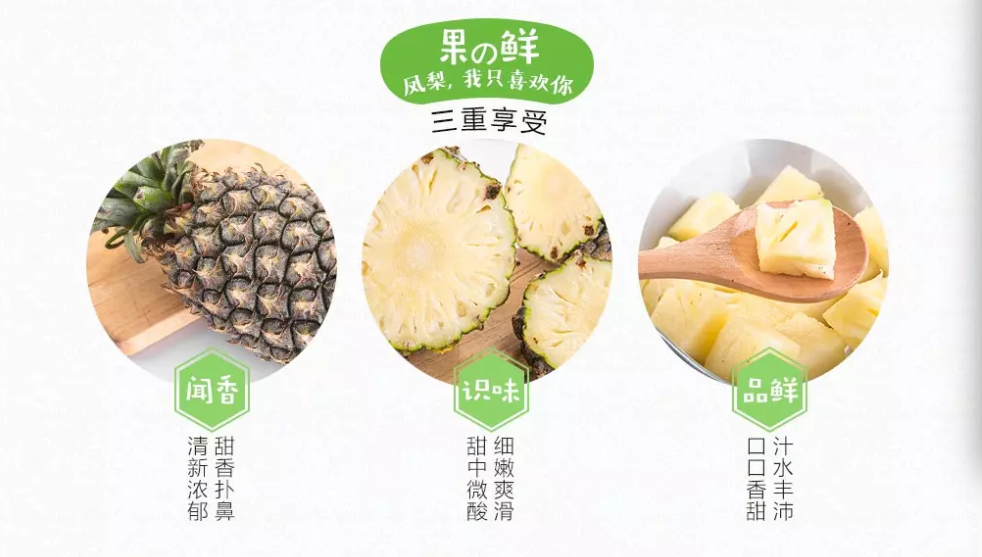 果の鲜
凤梨,我只喜欢你
三重享受
闻香
甜香扑鼻
清新浓郁
识味
细嫩爽滑
甜中微酸
品鲜
汁水丰沛
口口香甜